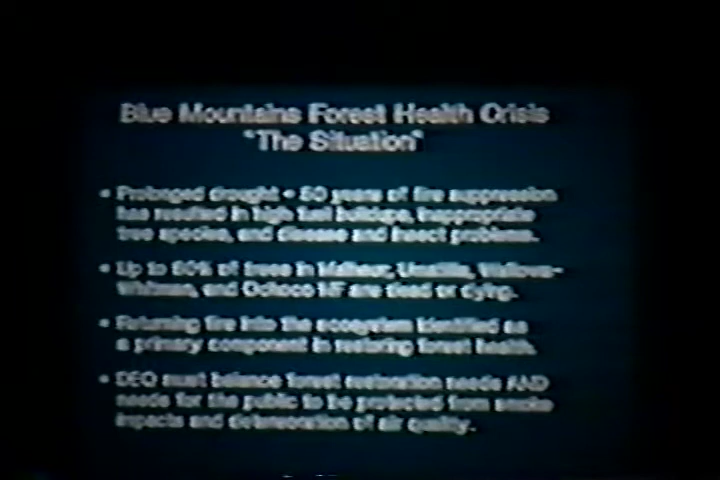 Blue Mountains Forest Health Crisis
"The Situation"
• Prolonged drought + 80 years of fire suppression
has resulted in high fuel buildups, inappropriate
tree species, and disease and insect problems.
• Up to of trees in Malheur, Umatilla, Wallowa-
Whitman, and Ochoco NF are dead or dying.
• Returning fire into the ecosystem identified as
a primary component in restoring forest health.
• DEQ must balance forest restoration needs AND
needs for the public to be protected from smoke
impacts and deterioration of air quality.